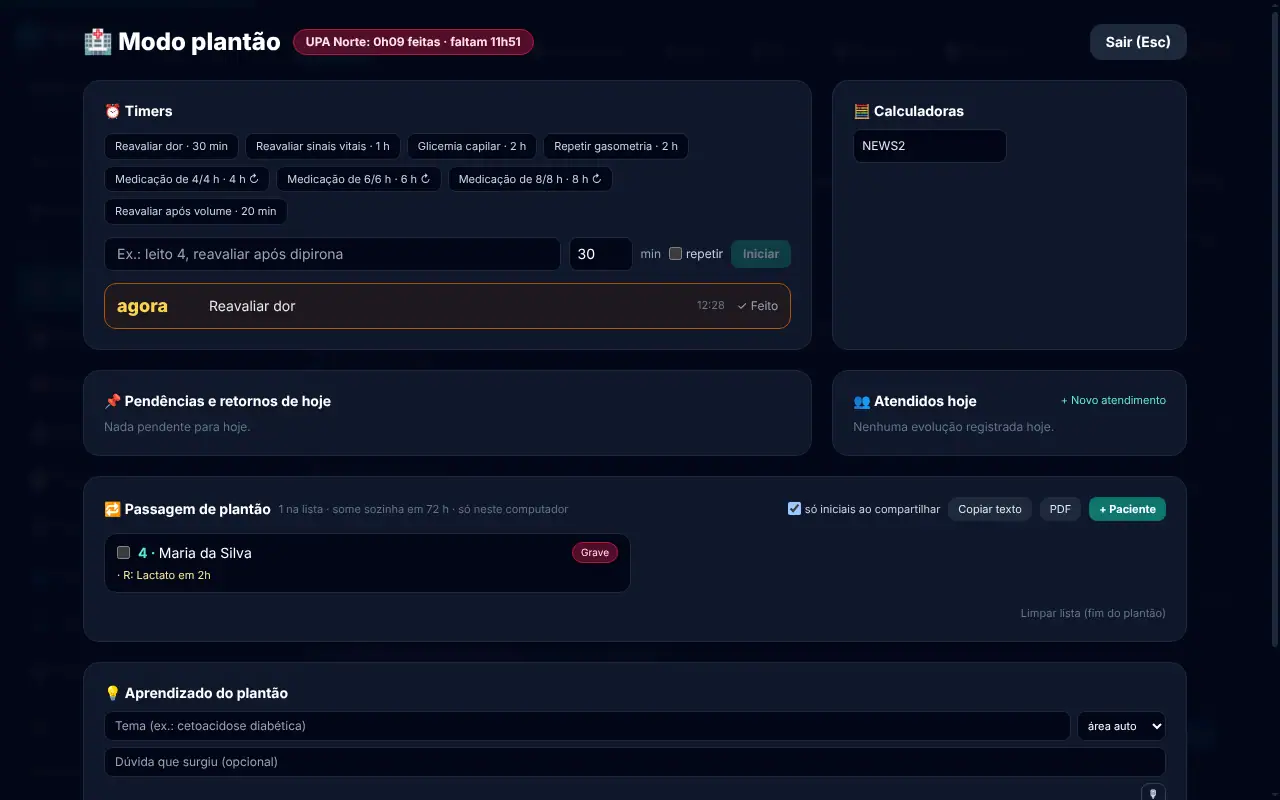 Modo plantão
UPA Norte: 0h09 feitas · faltam 11h51
Sair (Esc)
Timers
Reavaliar dor · 30 min
Reavaliar sinais vitais · 1 h
Glicemia capilar · 2 h
Repetir gasometria · 2 h
Medicação de 4/4 h · 4 h ↻
Medicação de 6/6 h · 6 h ↻
Medicação de 8/8 h · 8 h ↻
Reavaliar após volume · 20 min
Ex.: leito 4, reavaliar após dipirona
30
min
repetir
Iniciar
agora
Reavaliar dor
12:28
✓ Feito
Calculadoras
NEWS2
Pendências e retornos de hoje
Nada pendente para hoje.
Atendidos hoje
+ Novo atendimento
Nenhuma evolução registrada hoje.
Passagem de plantão
1 na lista · some sozinha em 72 h · só neste computador
só iniciais ao compartilhar
Copiar texto
PDF
+ Paciente
4 · Maria da Silva
Grave
· R: Lactato em 2h
Limpar lista (fim do plantão)
Aprendizado do plantão
Tema (ex.: cetoacidose diabética)
área auto
Dúvida que surgiu (opcional)